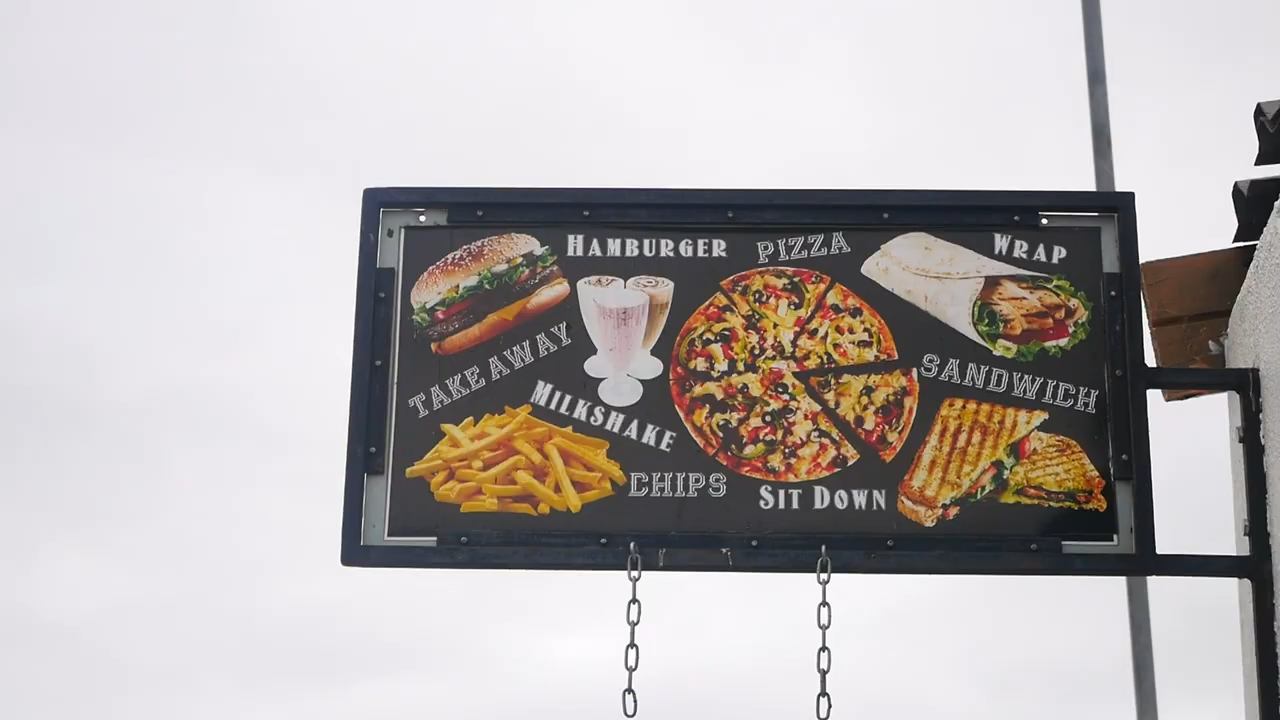 HAMBURGER
PIZZA
WRAP
TAKEAWAY
MILKSHAKE
SANDWICH
CHIPS
SIT DOWN